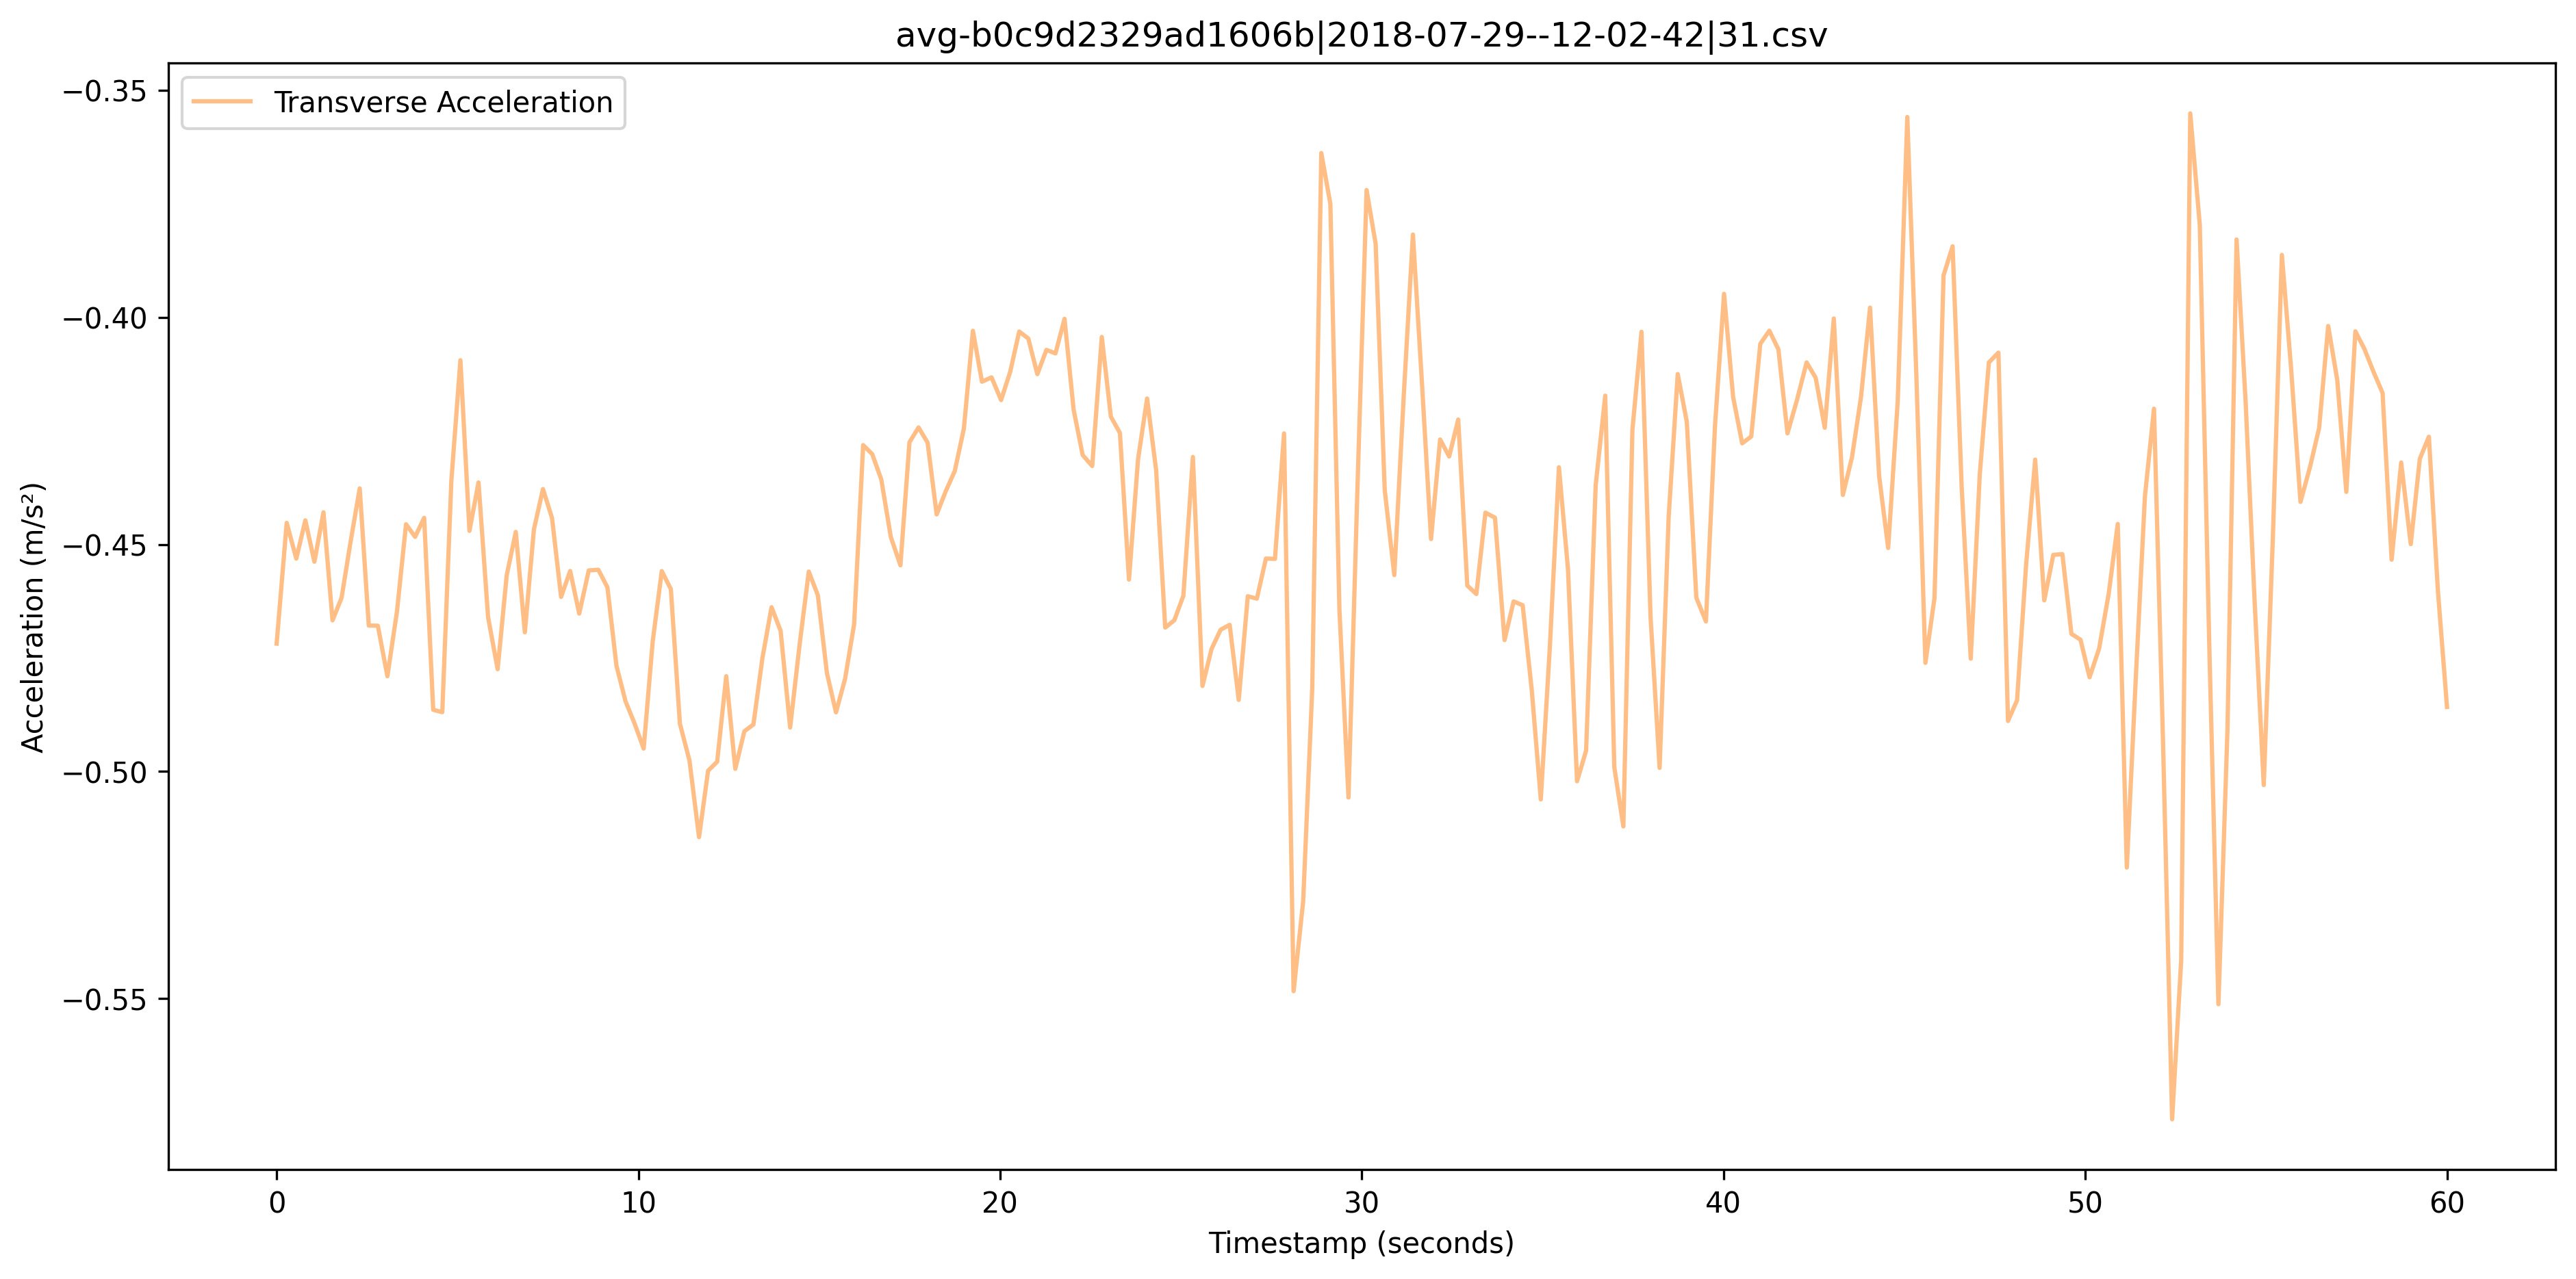 avg-b0c9d2329ad1606b|2018-07-29--12-02-42|31.csv
Transverse Acceleration
Acceleration (m/s²)
−0.35
−0.40
−0.45
−0.50
−0.55
0 10 20 30 40 50 60
Timestamp (seconds)